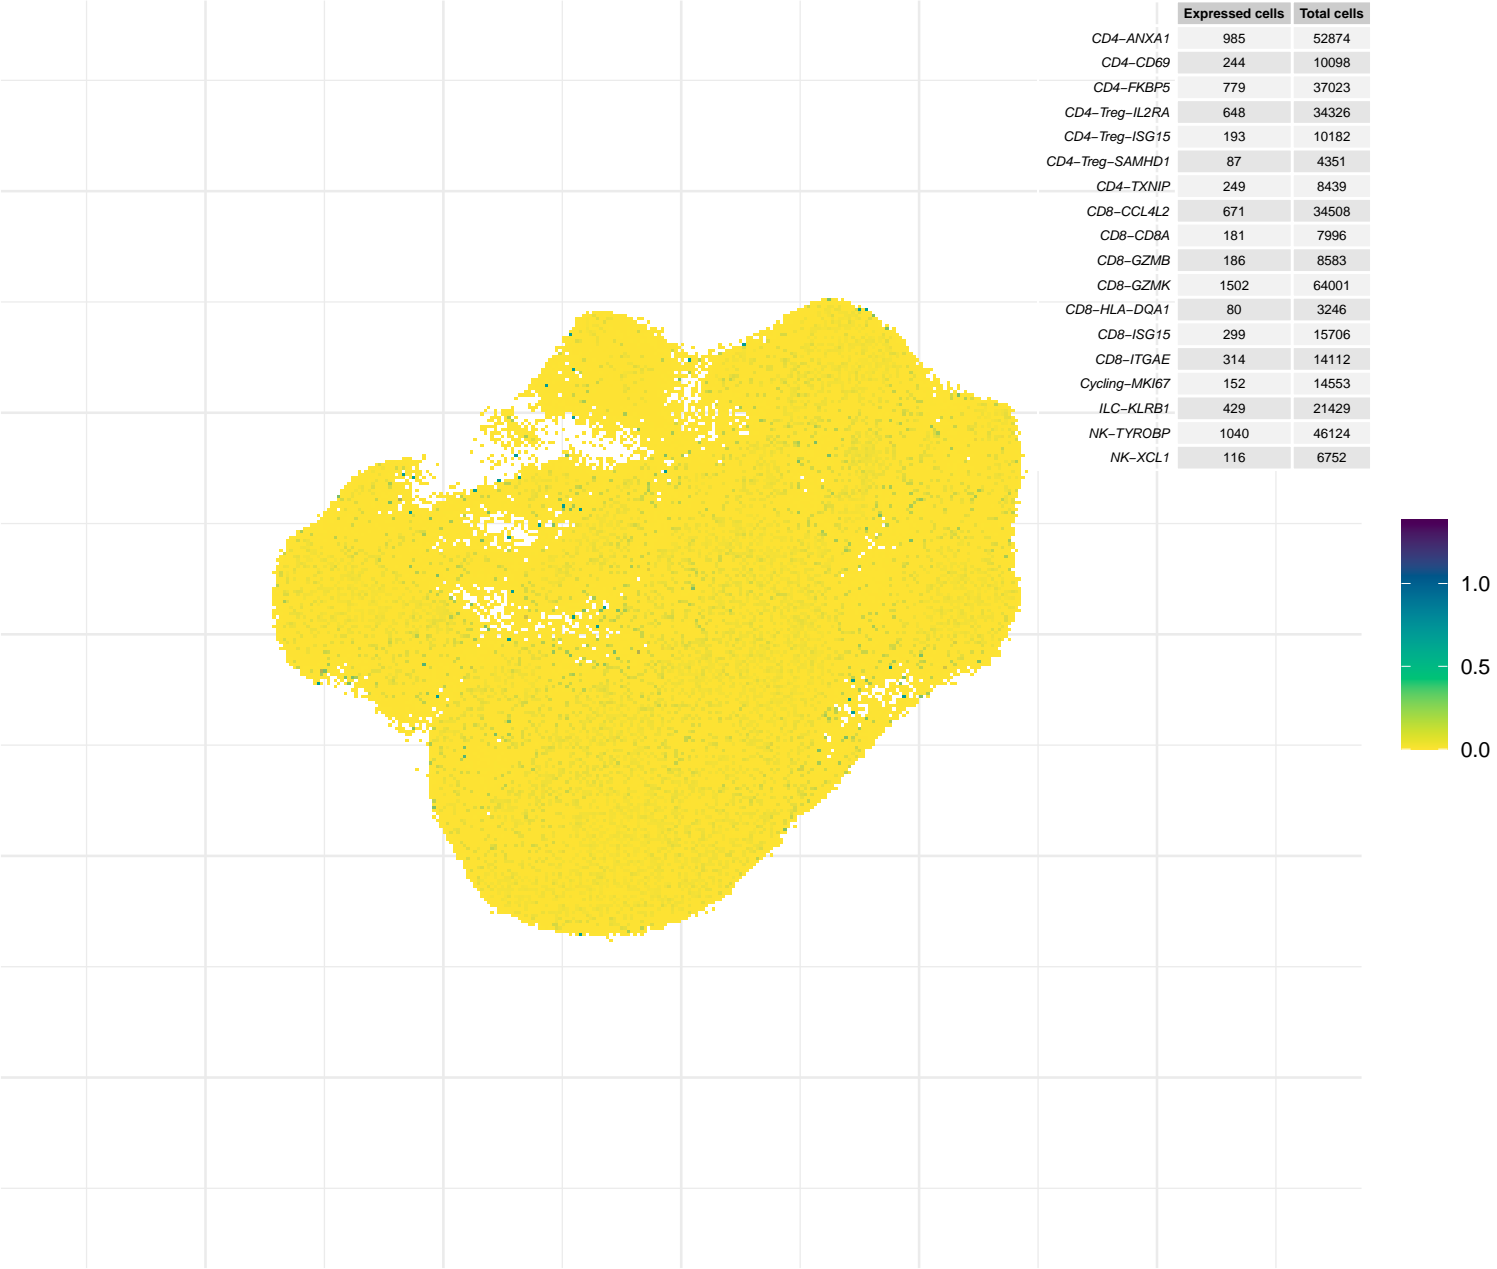 Expressed cells Total cells
CD4−ANXA1 985 52874
CD4−CD69 244 10098
CD4−FKBP5 779 37023
CD4−Treg−IL2RA 648 34326
CD4−Treg−ISG15 193 10182
CD4−Treg−SAMHD1 87 4351
CD4−TXNIP 249 8439
CD8−CCL4L2 671 34508
CD8−CD8A 181 7996
CD8−GZMB 186 8583
CD8−GZMK 1502 64001
CD8−HLA−DQA1 80 3246
CD8−ISG15 299 15706
CD8−ITGAE 314 14112
Cycling−MKI67 152 14553
ILC−KLRB1 429 21429
NK−TYROBP 1040 46124
NK−XCL1 116 6752
1.0
0.5
0.0